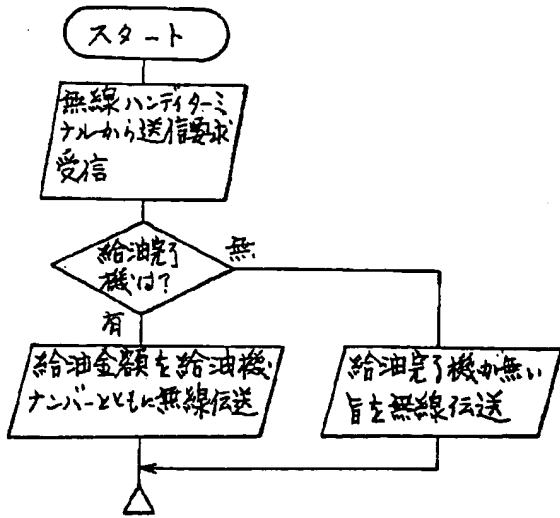 スタート
無線ハンディターミ
ナルから送信要求
受信
給油完了
機は?
無
有
給油金額を給油機
ナンバーとともに無線伝送
給油完了機が無い
旨を無線伝送